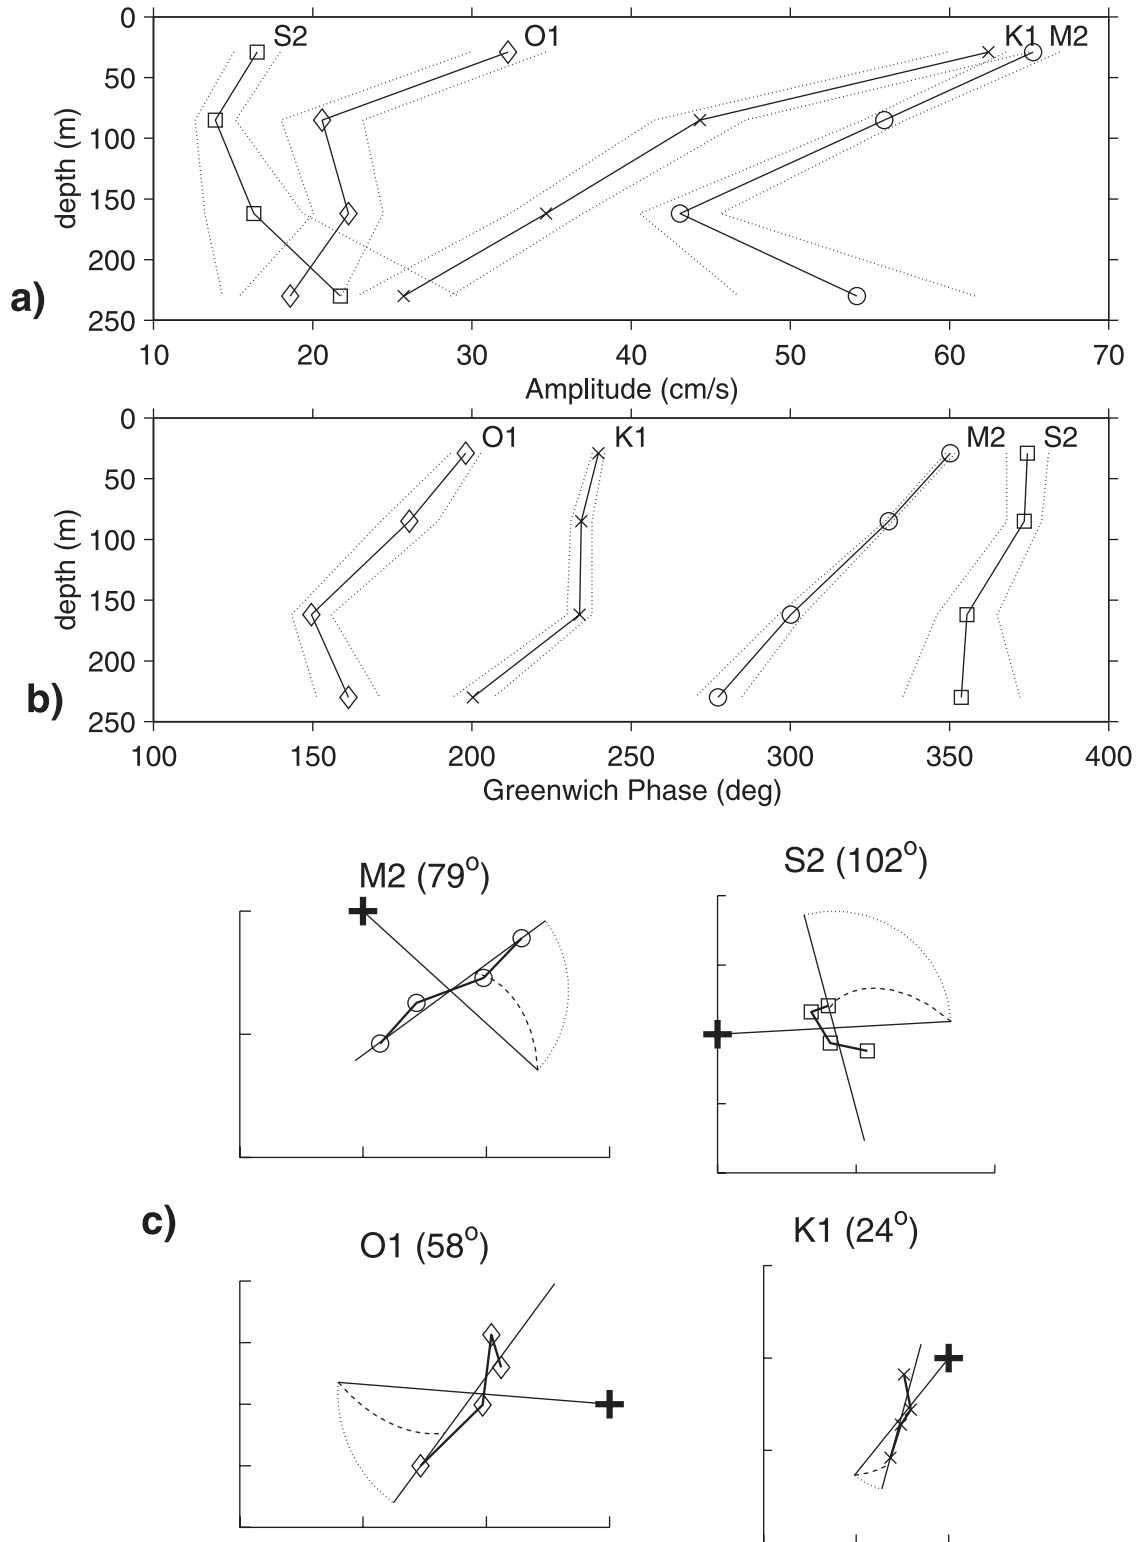 0
S2 O1 K1 M2
50
100
150
200
250
depth (m)
a)
10 20 30 40 50 60 70
Amplitude (cm/s)
0
O1 K1 M2 S2
50
100
150
200
250
depth (m)
b)
100 150 200 250 300 350 400
Greenwich Phase (deg)
M2 (79°)
S2 (102°)
c)
O1 (58°)
K1 (24°)